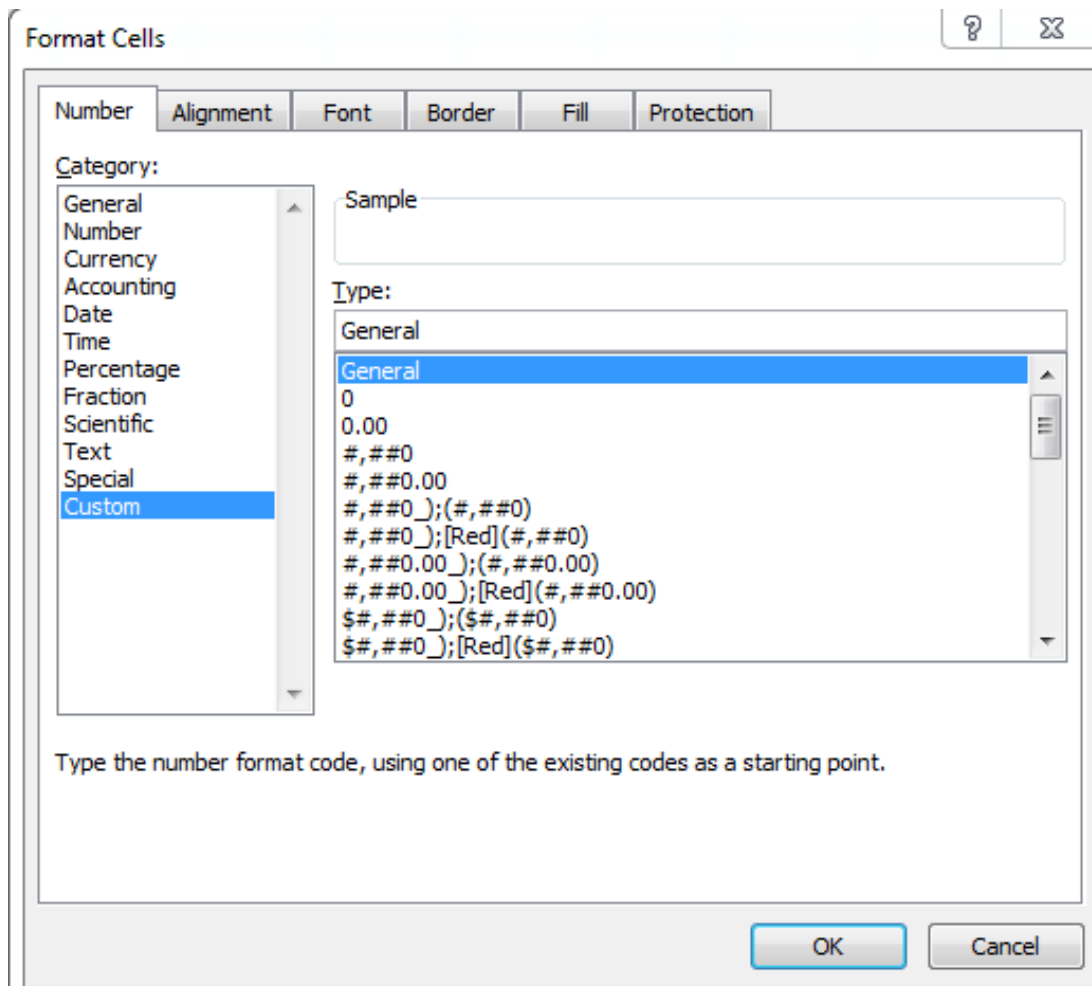 Format Cells
Number Alignment Font Border Fill Protection
Category:
General
Number
Currency
Accounting
Date
Time
Percentage
Fraction
Scientific
Text
Special
Custom
Sample
Type:
General
General
0
0.00
#,##0
#,##0.00
#,##0_);(#,##0)
#,##0_);[Red](#,##0)
#,##0.00_);(#,##0.00)
#,##0.00_);[Red](#,##0.00)
$#,##0_);($#,##0)
$#,##0_);[Red]($#,##0)
Type the number format code, using one of the existing codes as a starting point.
OK Cancel